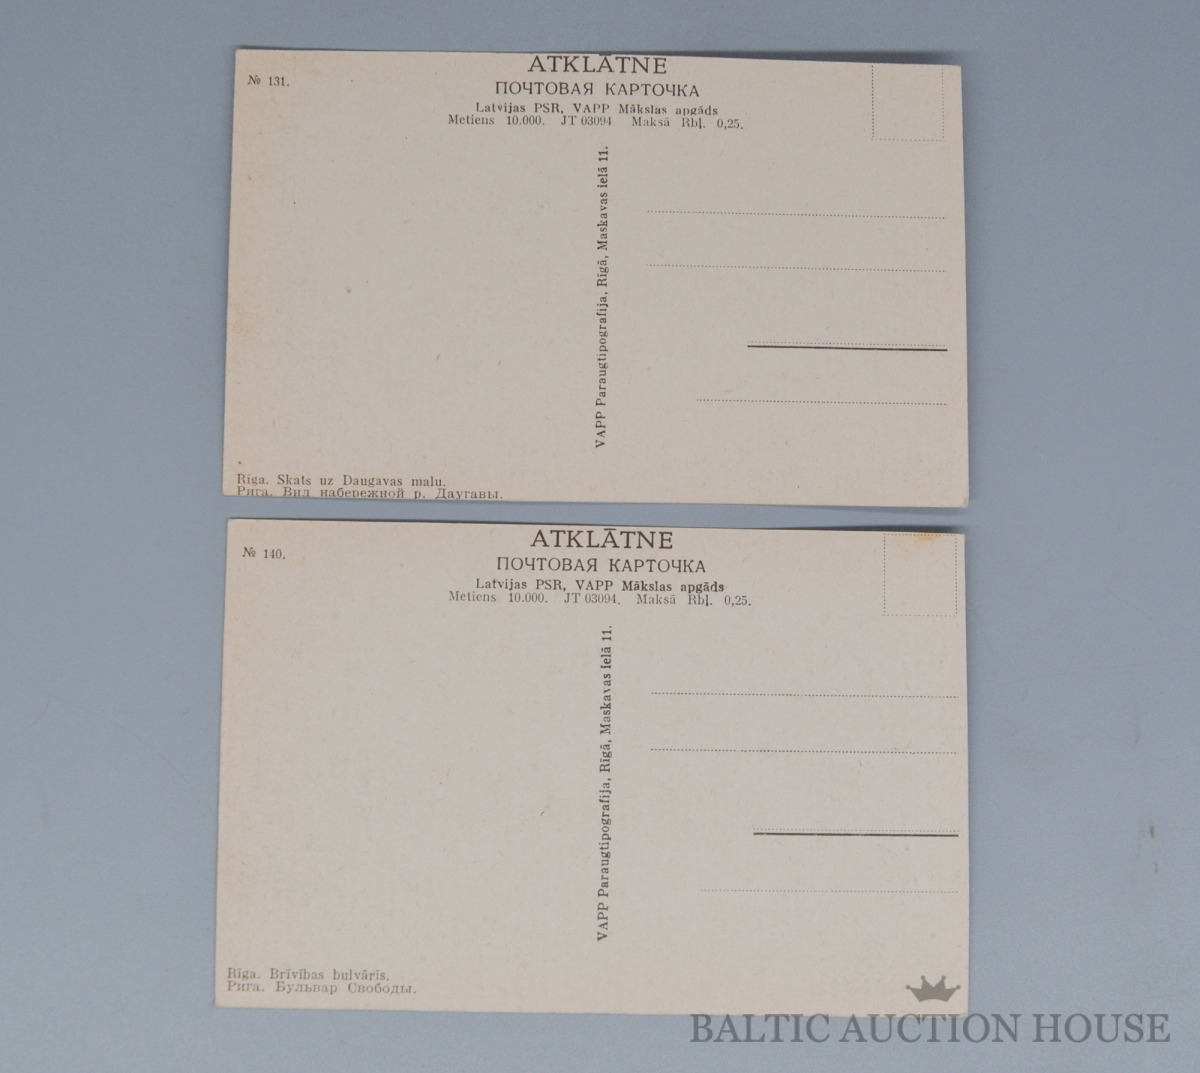 № 131.
ATKLĀTNE
ПОЧТОВАЯ КАРТОЧКА
Latvijas PSR, VAPP Mākslas apgāds
Metiens 10.000. JT 03094 Maksā Rbļ. 0,25.
VAPP Paraugtipografija, Rīgā, Maskavas ielā 11.
Rīga. Skats uz Daugavas malu.
Рига. Вид набережной р. Даугавы.
№ 140.
ATKLĀTNE
ПОЧТОВАЯ КАРТОЧКА
Latvijas PSR, VAPP Mākslas apgāds
Metiens 10.000. JT 03094. Maksā Rbļ. 0,25.
VAPP Paraugtipografija, Rīgā, Maskavas ielā 11.
Rīga. Brīvības bulvāris.
Рига. Бульвар Свободы.
BALTIC AUCTION HOUSE